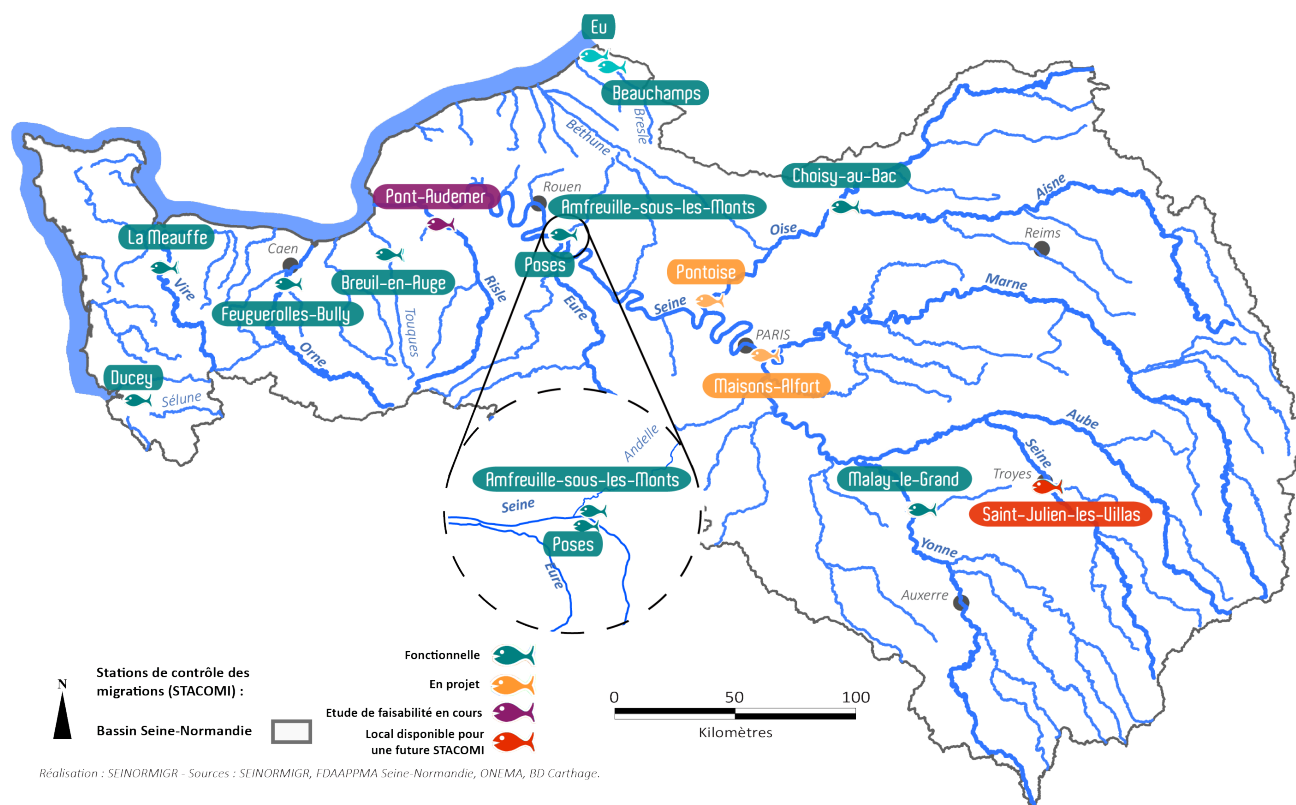 Eu
Beauchamps
Bresle
Béthune
Choisy-au-Bac
Aisne
Pont-Audemer
Rouen
Amfreuille-sous-les-Monts
Oise
Reims
La Meauffe
Caen
Poses
Pontoise
Breuil-en-Auge
Vire
Risle
Eure
Seine
Marne
Feuguerolles-Bully
Touques
PARIS
Orne
Maisons-Alfort
Ducey
Sélune
Aube
Andelle
Seine
Troyes
Malay-le-Grand
Amfreuille-sous-les-Monts
Saint-Julien-les-Villas
Seine
Poses
Yonne
Eure
Auxerre
Fonctionnelle
Stations de contrôle des
migrations (STACOMI) :
En projet
N
Etude de faisabilité en cours
0 50 100
Bassin Seine-Normandie
Kilomètres
Local disponible pour
une future STACOMI
Réalisation : SEINORMIGR - Sources : SEINORMIGR, FDAAPPMA Seine-Normandie, ONEMA, BD Carthage.